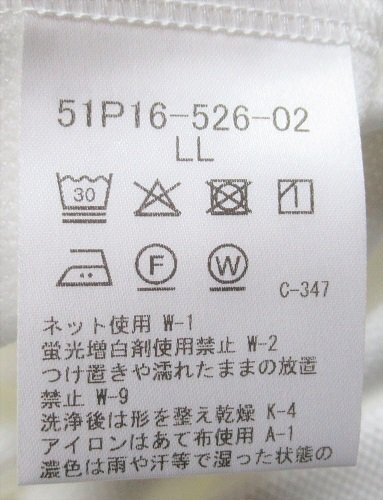 51P16-526-02
LL
30
F
W
C-347
ネット使用 W-1
蛍光増白剤使用禁止 W-2
つけ置きや濡れたままの放置
禁止 W-9
洗浄後は形を整え乾燥 K-4
アイロンはあて布使用 A-1
濃色は雨や汗等で湿った状態の